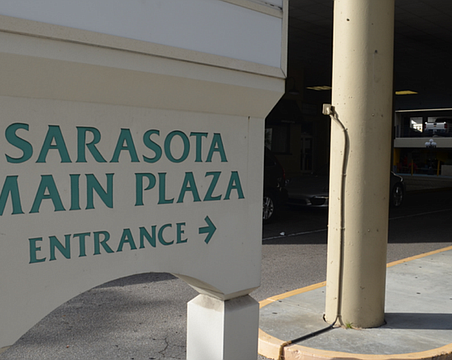 SARASOTA
MAIN PLAZA
ENTRANCE →